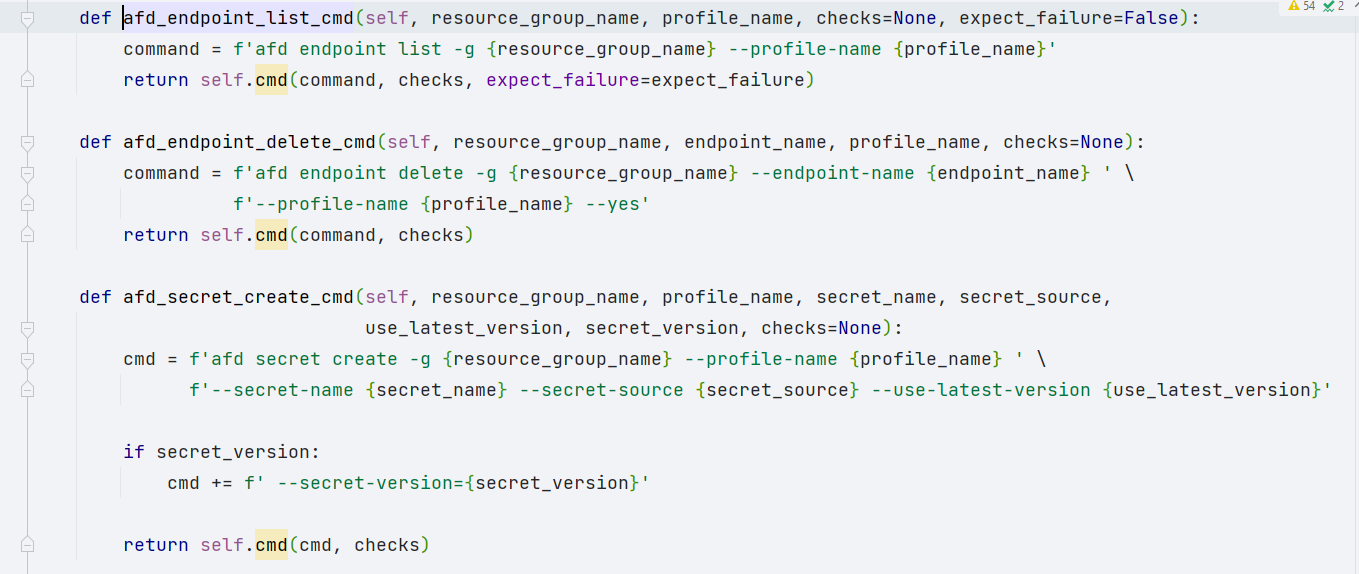 54 2
def afd_endpoint_list_cmd(self, resource_group_name, profile_name, checks=None, expect_failure=False):
    command = f'afd endpoint list -g {resource_group_name} --profile-name {profile_name}'
    return self.cmd(command, checks, expect_failure=expect_failure)

def afd_endpoint_delete_cmd(self, resource_group_name, endpoint_name, profile_name, checks=None):
    command = f'afd endpoint delete -g {resource_group_name} --endpoint-name {endpoint_name} ' \
              f'--profile-name {profile_name} --yes'
    return self.cmd(command, checks)

def afd_secret_create_cmd(self, resource_group_name, profile_name, secret_name, secret_source,
                          use_latest_version, secret_version, checks=None):
    cmd = f'afd secret create -g {resource_group_name} --profile-name {profile_name} ' \
          f'--secret-name {secret_name} --secret-source {secret_source} --use-latest-version {use_latest_version}'

    if secret_version:
        cmd += f' --secret-version={secret_version}'

    return self.cmd(cmd, checks)